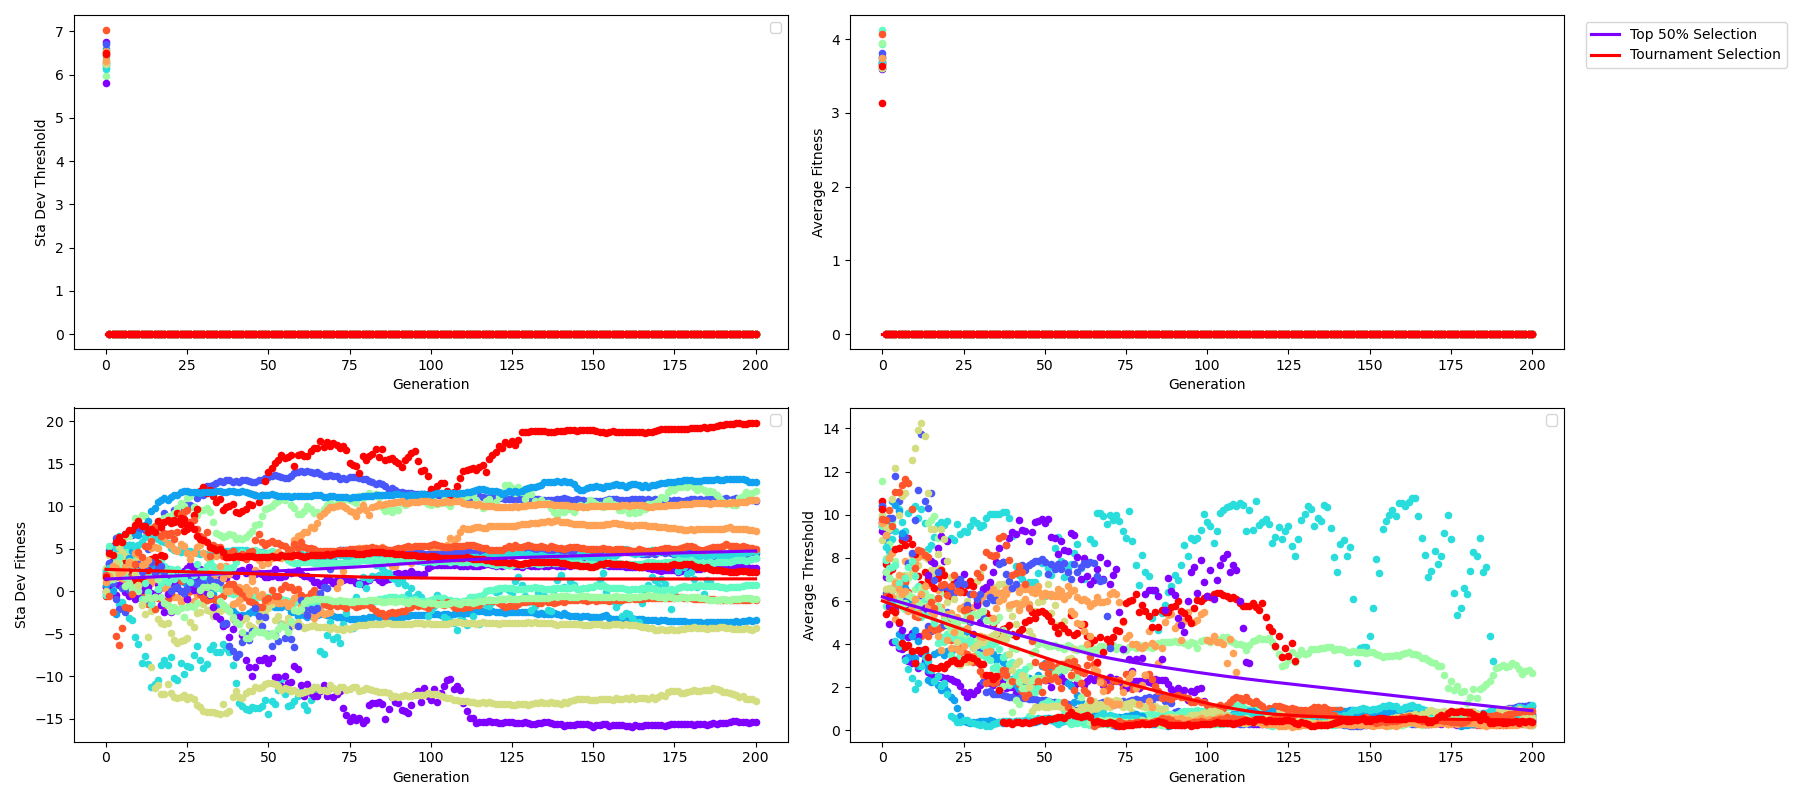 7
6
5
4
3
2
1
0
Sta Dev Threshold
0 25 50 75 100 125 150 175 200
Generation
4
3
2
1
0
Average Fitness
0 25 50 75 100 125 150 175 200
Generation
Top 50% Selection
Tournament Selection
20
15
10
5
0
−5
−10
−15
Sta Dev Fitness
0 25 50 75 100 125 150 175 200
Generation
14
12
10
8
6
4
2
0
Average Threshold
0 25 50 75 100 125 150 175 200
Generation